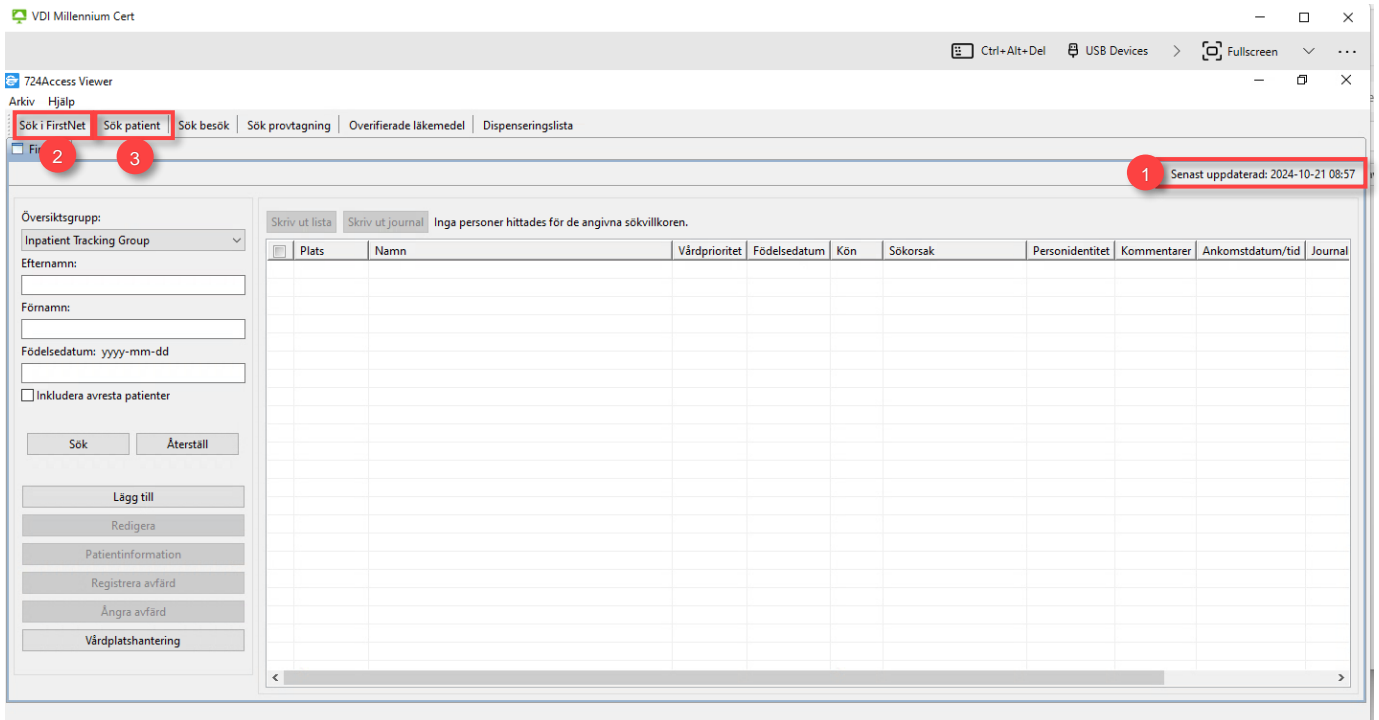 VDI Millennium Cert
Ctrl+Alt+Del USB Devices Fullscreen
724Access Viewer
Arkiv Hjälp
Sök i FirstNet Sök patient Sök besök Sök provtagning Overifierade läkemedel Dispenseringslista
Fir 2 3
1 Senast uppdaterad: 2024-10-21 08:57
Översiktsgrupp:
Inpatient Tracking Group
Efternamn:
Förnamn:
Födelsedatum: yyyy-mm-dd
Inkludera avresta patienter
Sök Återställ
Lägg till
Redigera
Patientinformation
Registrera avfärd
Ångra avfärd
Vårdplatshantering
Skriv ut lista Skriv ut journal Inga personer hittades för de angivna sökvillkoren.
Plats Namn Vårdprioritet Födelsedatum Kön Sökorsak Personidentitet Kommentarer Ankomstdatum/tid Journal